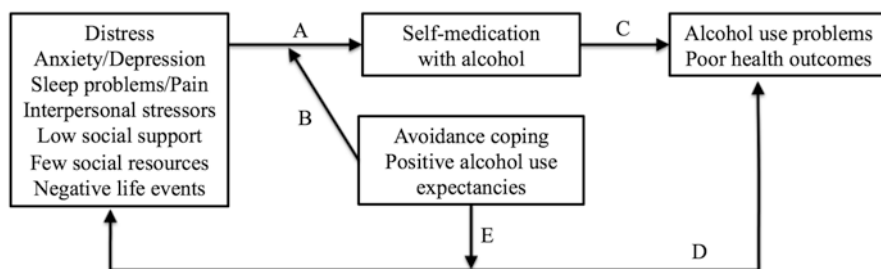 Distress
Anxiety/Depression
Sleep problems/Pain
Interpersonal stressors
Low social support
Few social resources
Negative life events
A
Self-medication
with alcohol
C
Alcohol use problems
Poor health outcomes
B
Avoidance coping
Positive alcohol use
expectancies
E
D